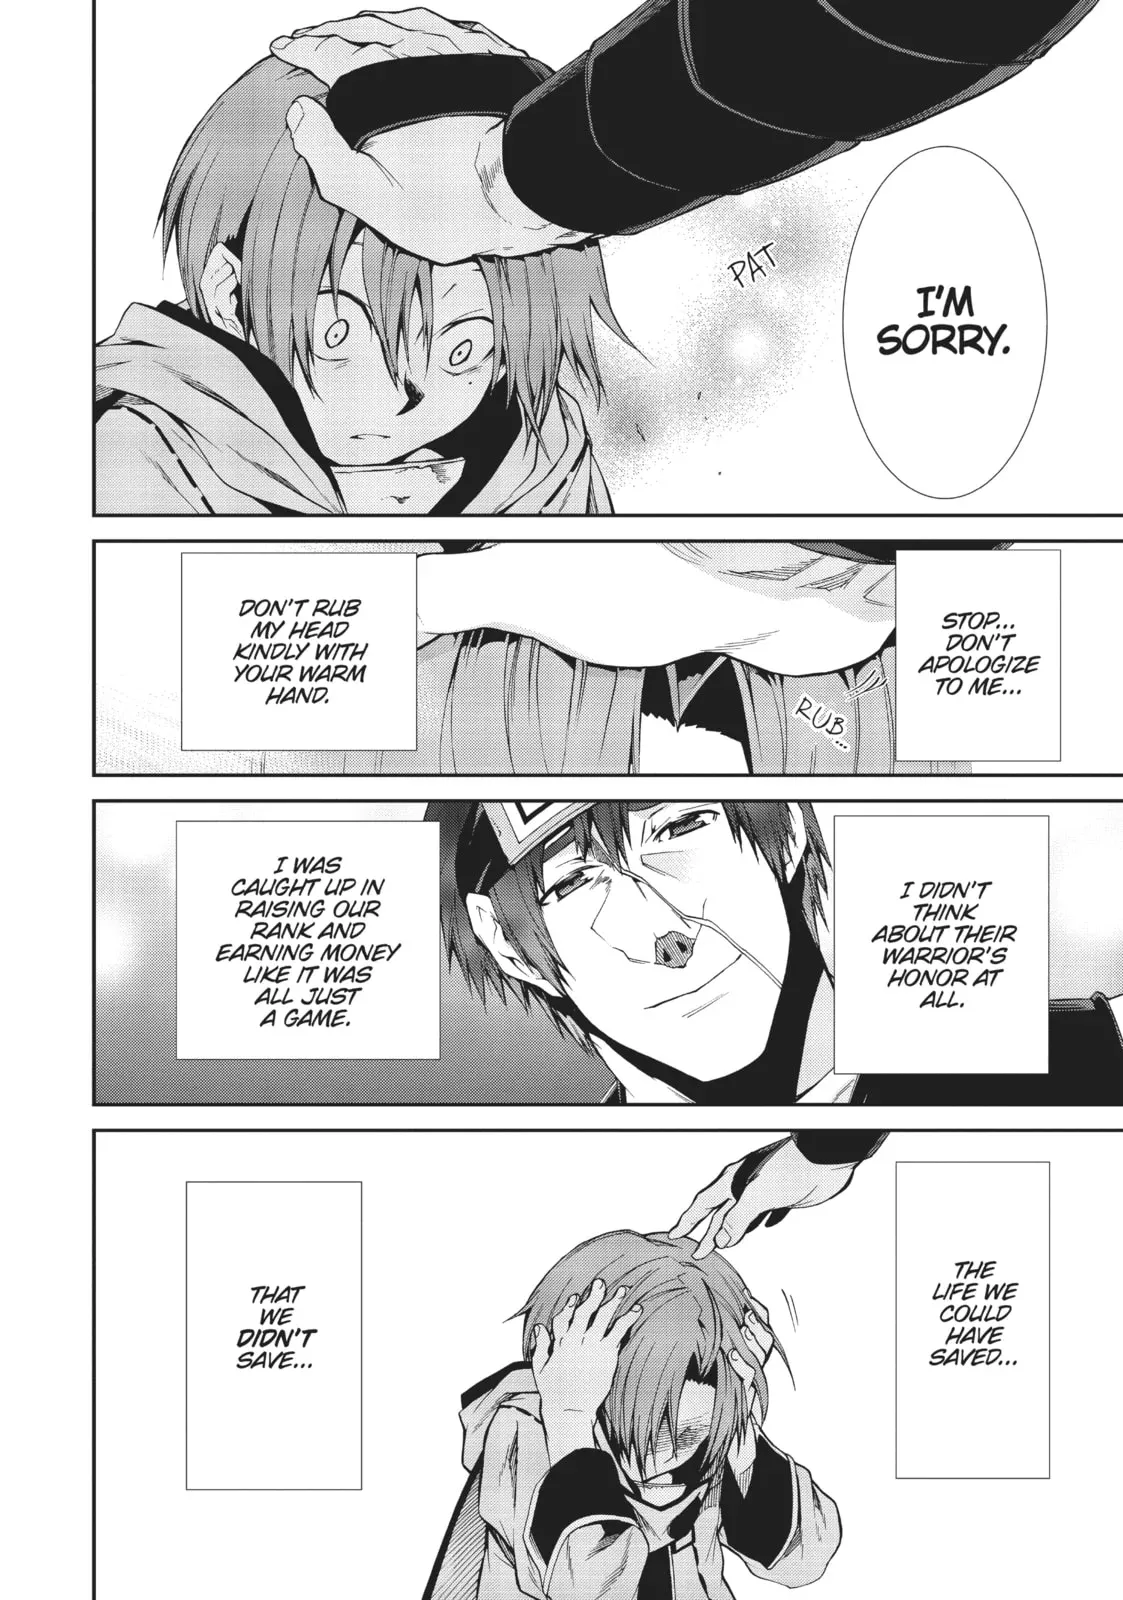 PAT
I'M
SORRY.
STOP...
DON'T
APOLOGIZE
TO ME...
RUB...
DON'T RUB
MY HEAD
KINDLY WITH
YOUR WARM
HAND.
I DIDN'T
THINK
ABOUT THEIR
WARRIOR'S
HONOR AT
ALL.
I WAS
CAUGHT UP IN
RAISING OUR
RANK AND
EARNING MONEY
LIKE IT WAS
ALL JUST
A GAME.
THE
LIFE WE
COULD
HAVE
SAVED...
THAT
WE
DIDN'T
SAVE...